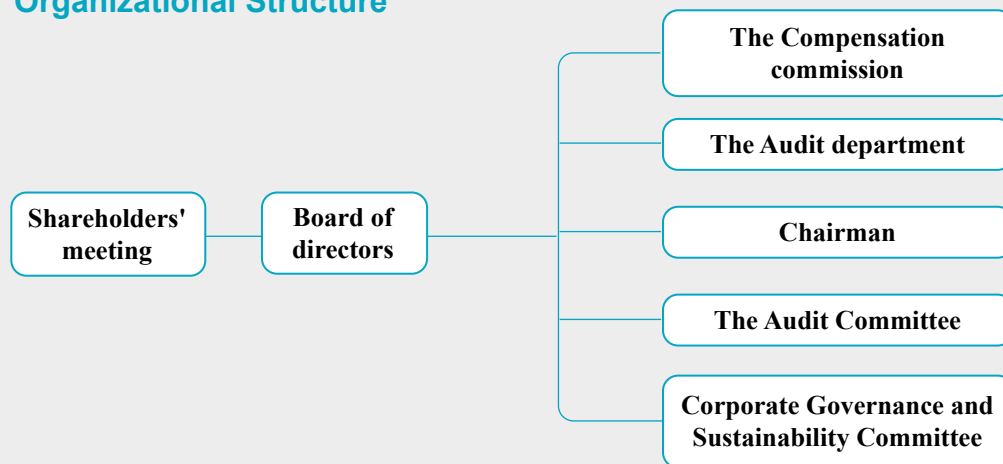 Organizational Structure
The Compensation
commission
The Audit department
Shareholders'
meeting
Board of
directors
Chairman
The Audit Committee
Corporate Governance and
Sustainability Committee